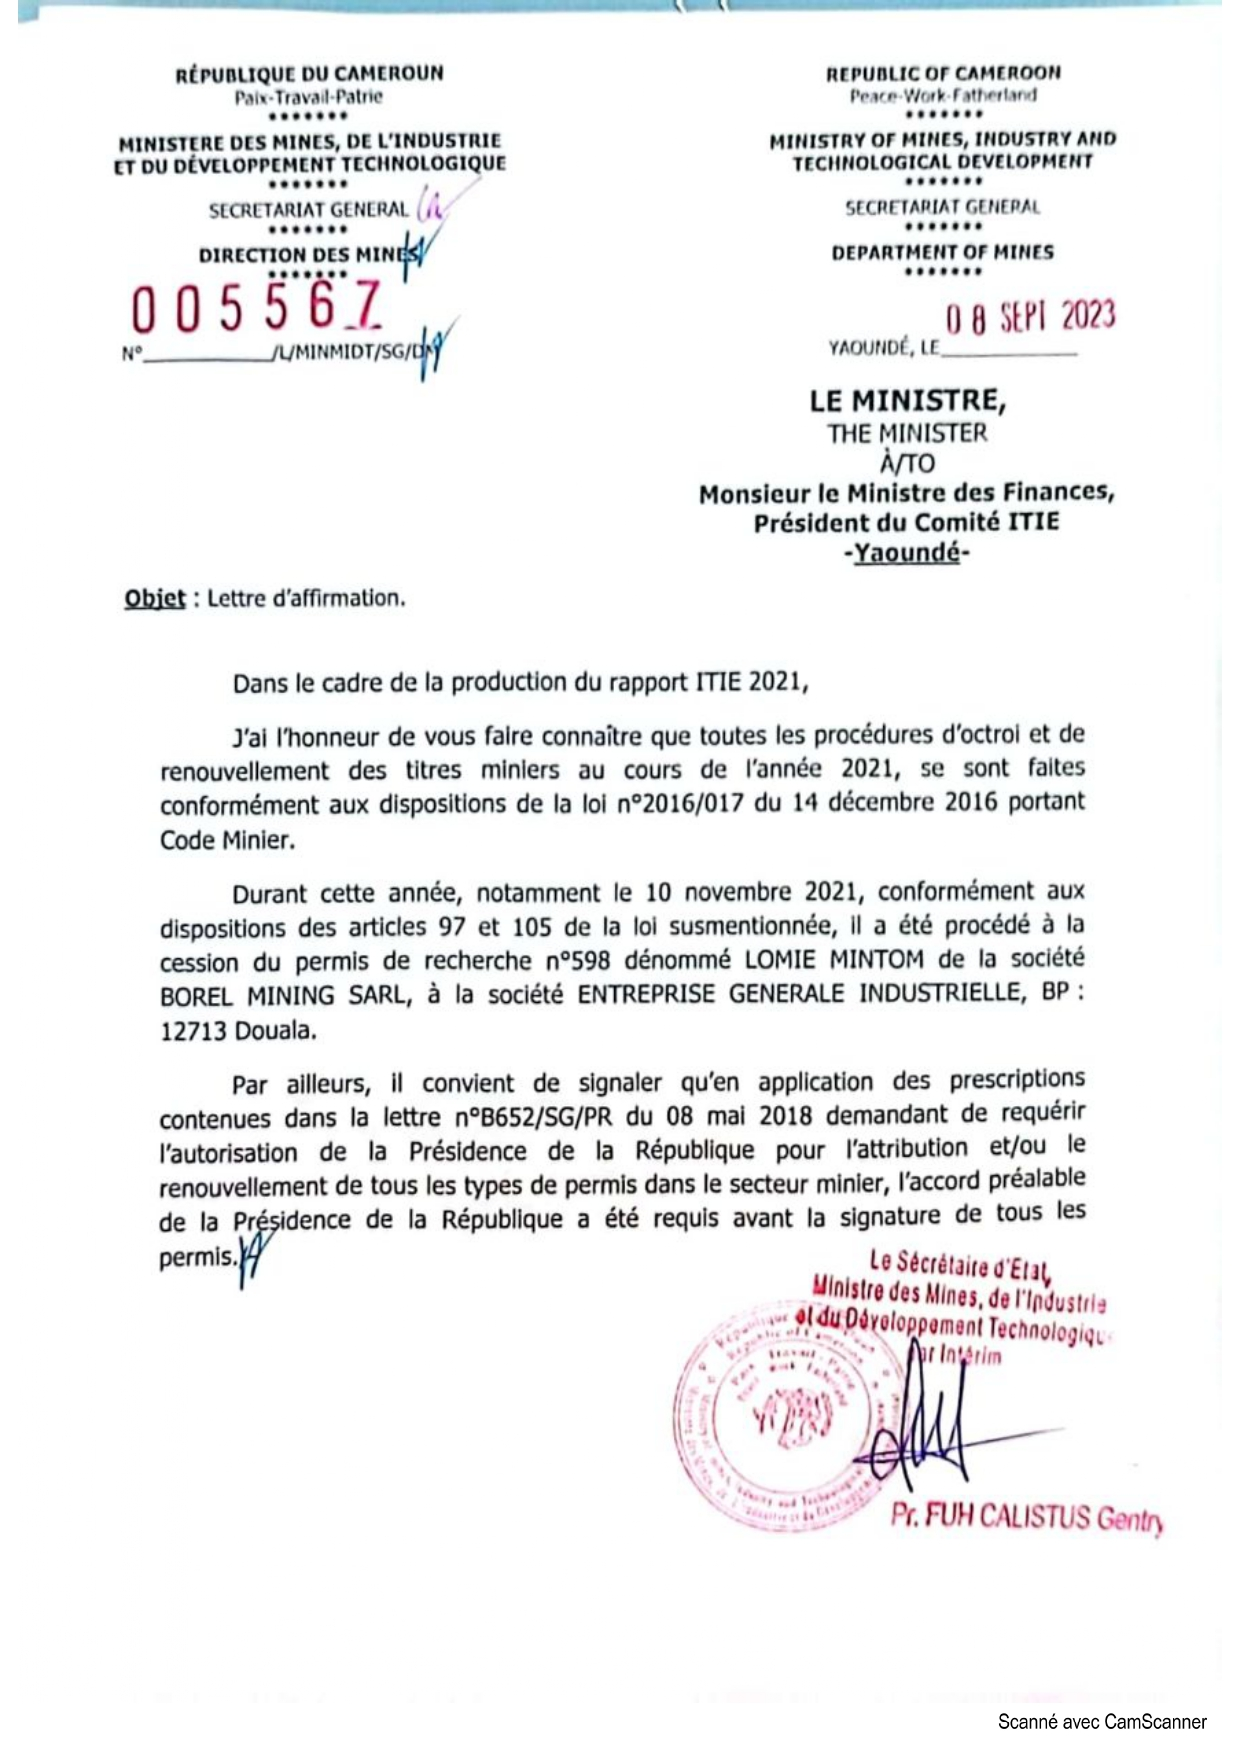 RÉPUBLIQUE DU CAMEROUN
Paix-Travail-Patrie
MINISTERE DES MINES, DE L'INDUSTRIE
ET DU DÉVELOPPEMENT TECHNOLOGIQUE
SECRETARIAT GENERAL
DIRECTION DES MINES
005567
N°__________/L/MINMIDT/SG/DM
REPUBLIC OF CAMEROON
Peace-Work-Fatherland
MINISTRY OF MINES, INDUSTRY AND
TECHNOLOGICAL DEVELOPMENT
SECRETARIAT GENERAL
DEPARTMENT OF MINES
08 SEPT 2023
YAOUNDÉ, LE__________
LE MINISTRE,
THE MINISTER
À/TO
Monsieur le Ministre des Finances,
Président du Comité ITIE
-Yaoundé-
Objet : Lettre d'affirmation.
Dans le cadre de la production du rapport ITIE 2021,
J'ai l'honneur de vous faire connaître que toutes les procédures d'octroi et de
renouvellement des titres miniers au cours de l'année 2021, se sont faites
conformément aux dispositions de la loi n°2016/017 du 14 décembre 2016 portant
Code Minier.
Durant cette année, notamment le 10 novembre 2021, conformément aux
dispositions des articles 97 et 105 de la loi susmentionnée, il a été procédé à la
cession du permis de recherche n°598 dénommé LOMIE MINTOM de la société
BOREL MINING SARL, à la société ENTREPRISE GENERALE INDUSTRIELLE, BP :
12713 Douala.
Par ailleurs, il convient de signaler qu'en application des prescriptions
contenues dans la lettre n°B652/SG/PR du 08 mai 2018 demandant de requérir
l'autorisation de la Présidence de la République pour l'attribution et/ou le
renouvellement de tous les types de permis dans le secteur minier, l'accord préalable
de la Présidence de la République a été requis avant la signature de tous les
permis.
Le Sécrétaire d'Etat,
Ministre des Mines, de l'Industrie
et du Développement Technologique
par Intérim
Pr. FUH CALISTUS Gentry
Scanné avec CamScanner